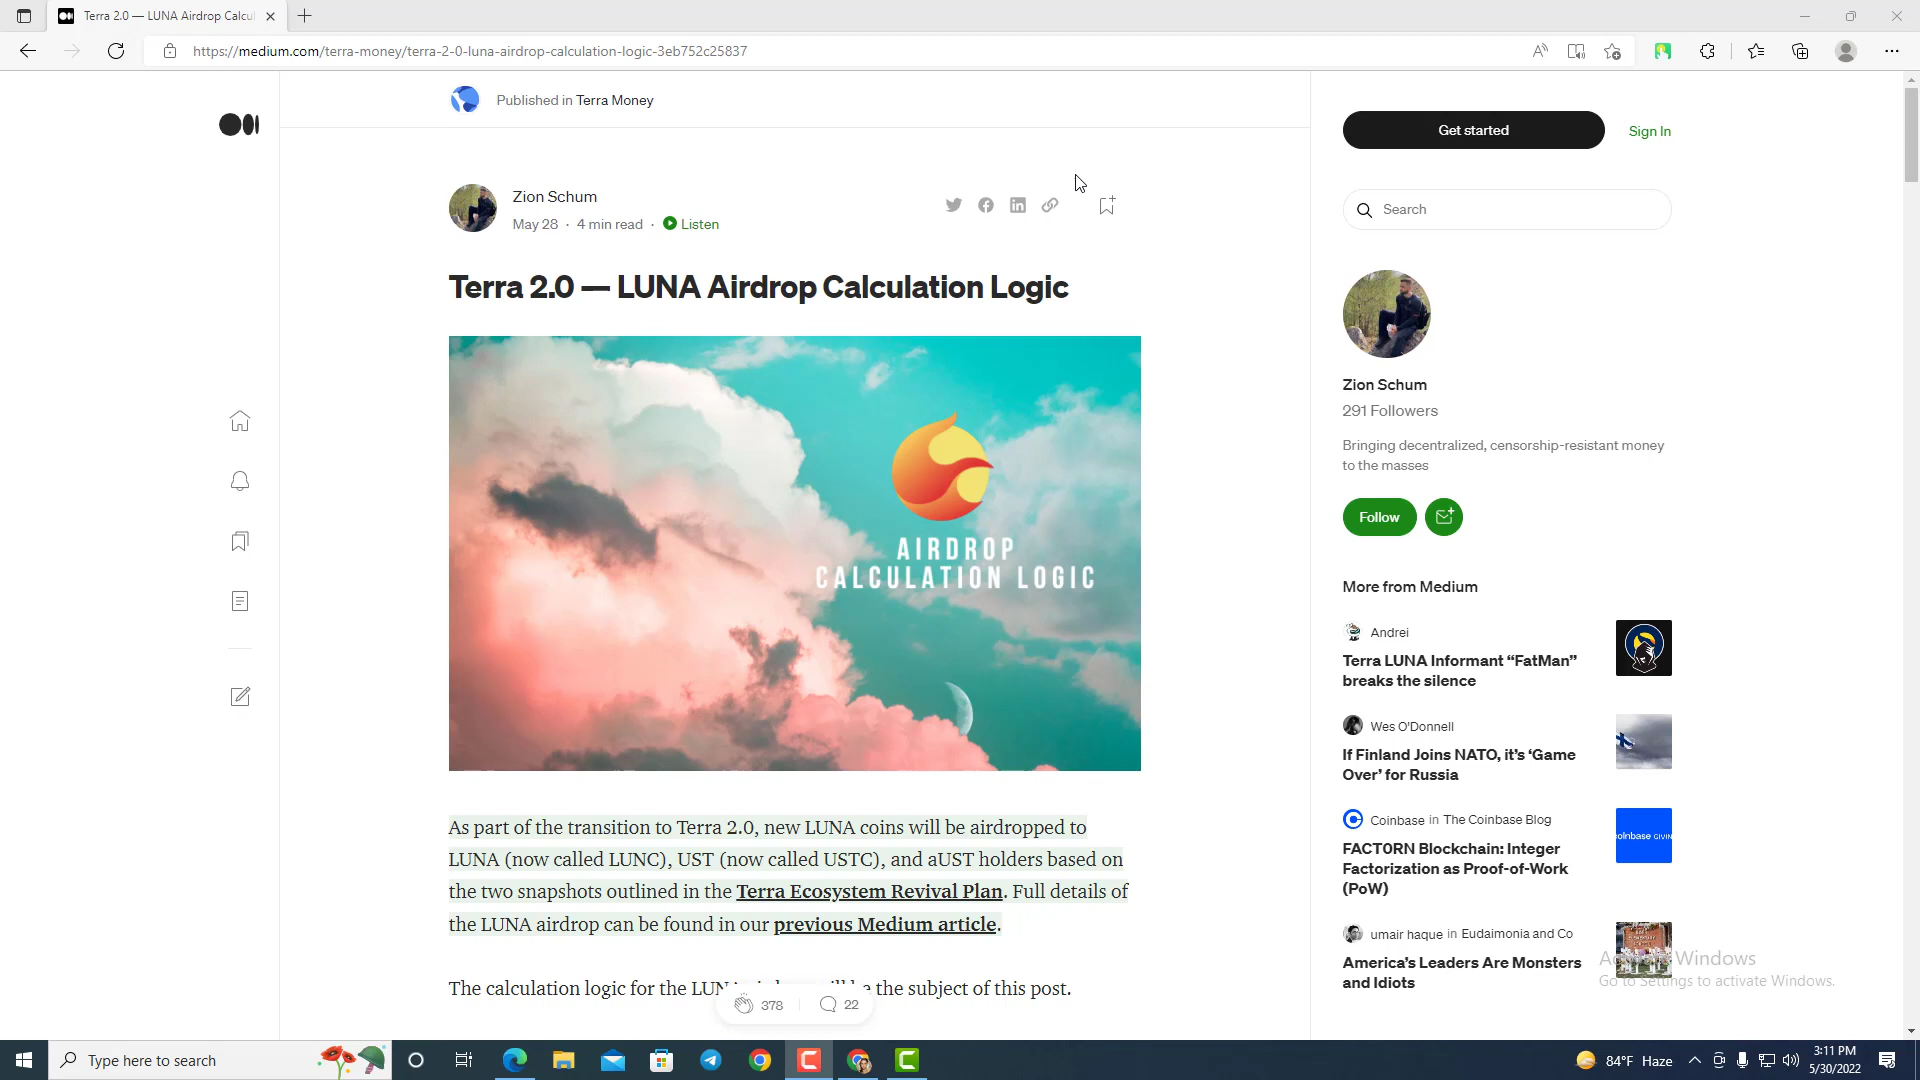 Terra 2.0 — LUNA Airdrop Calcul
https://medium.com/terra-money/terra-2-0-luna-airdrop-calculation-logic-3eb752c25837
Published in Terra Money
Get started
Sign In
Zion Schum
May 28 · 4 min read · Listen
Search
Terra 2.0 — LUNA Airdrop Calculation Logic
AIRDROP
CALCULATION LOGIC
Zion Schum
291 Followers
Bringing decentralized, censorship-resistant money
to the masses
Follow
More from Medium
Andrei
Terra LUNA Informant “FatMan”
breaks the silence
Wes O'Donnell
If Finland Joins NATO, it’s ‘Game
Over’ for Russia
Coinbase in The Coinbase Blog
FACTORN Blockchain: Integer
Factorization as Proof-of-Work
(PoW)
umair haque in Eudaimonia and Co
America’s Leaders Are Monsters
and Idiots
As part of the transition to Terra 2.0, new LUNA coins will be airdropped to
LUNA (now called LUNC), UST (now called USTC), and aUST holders based on
the two snapshots outlined in the Terra Ecosystem Revival Plan. Full details of
the LUNA airdrop can be found in our previous Medium article.
The calculation logic for the LUN the subject of this post.
378
22
Windows
Go to Settings to activate Windows.
Type here to search
84°F Haze
3:11 PM
5/30/2022